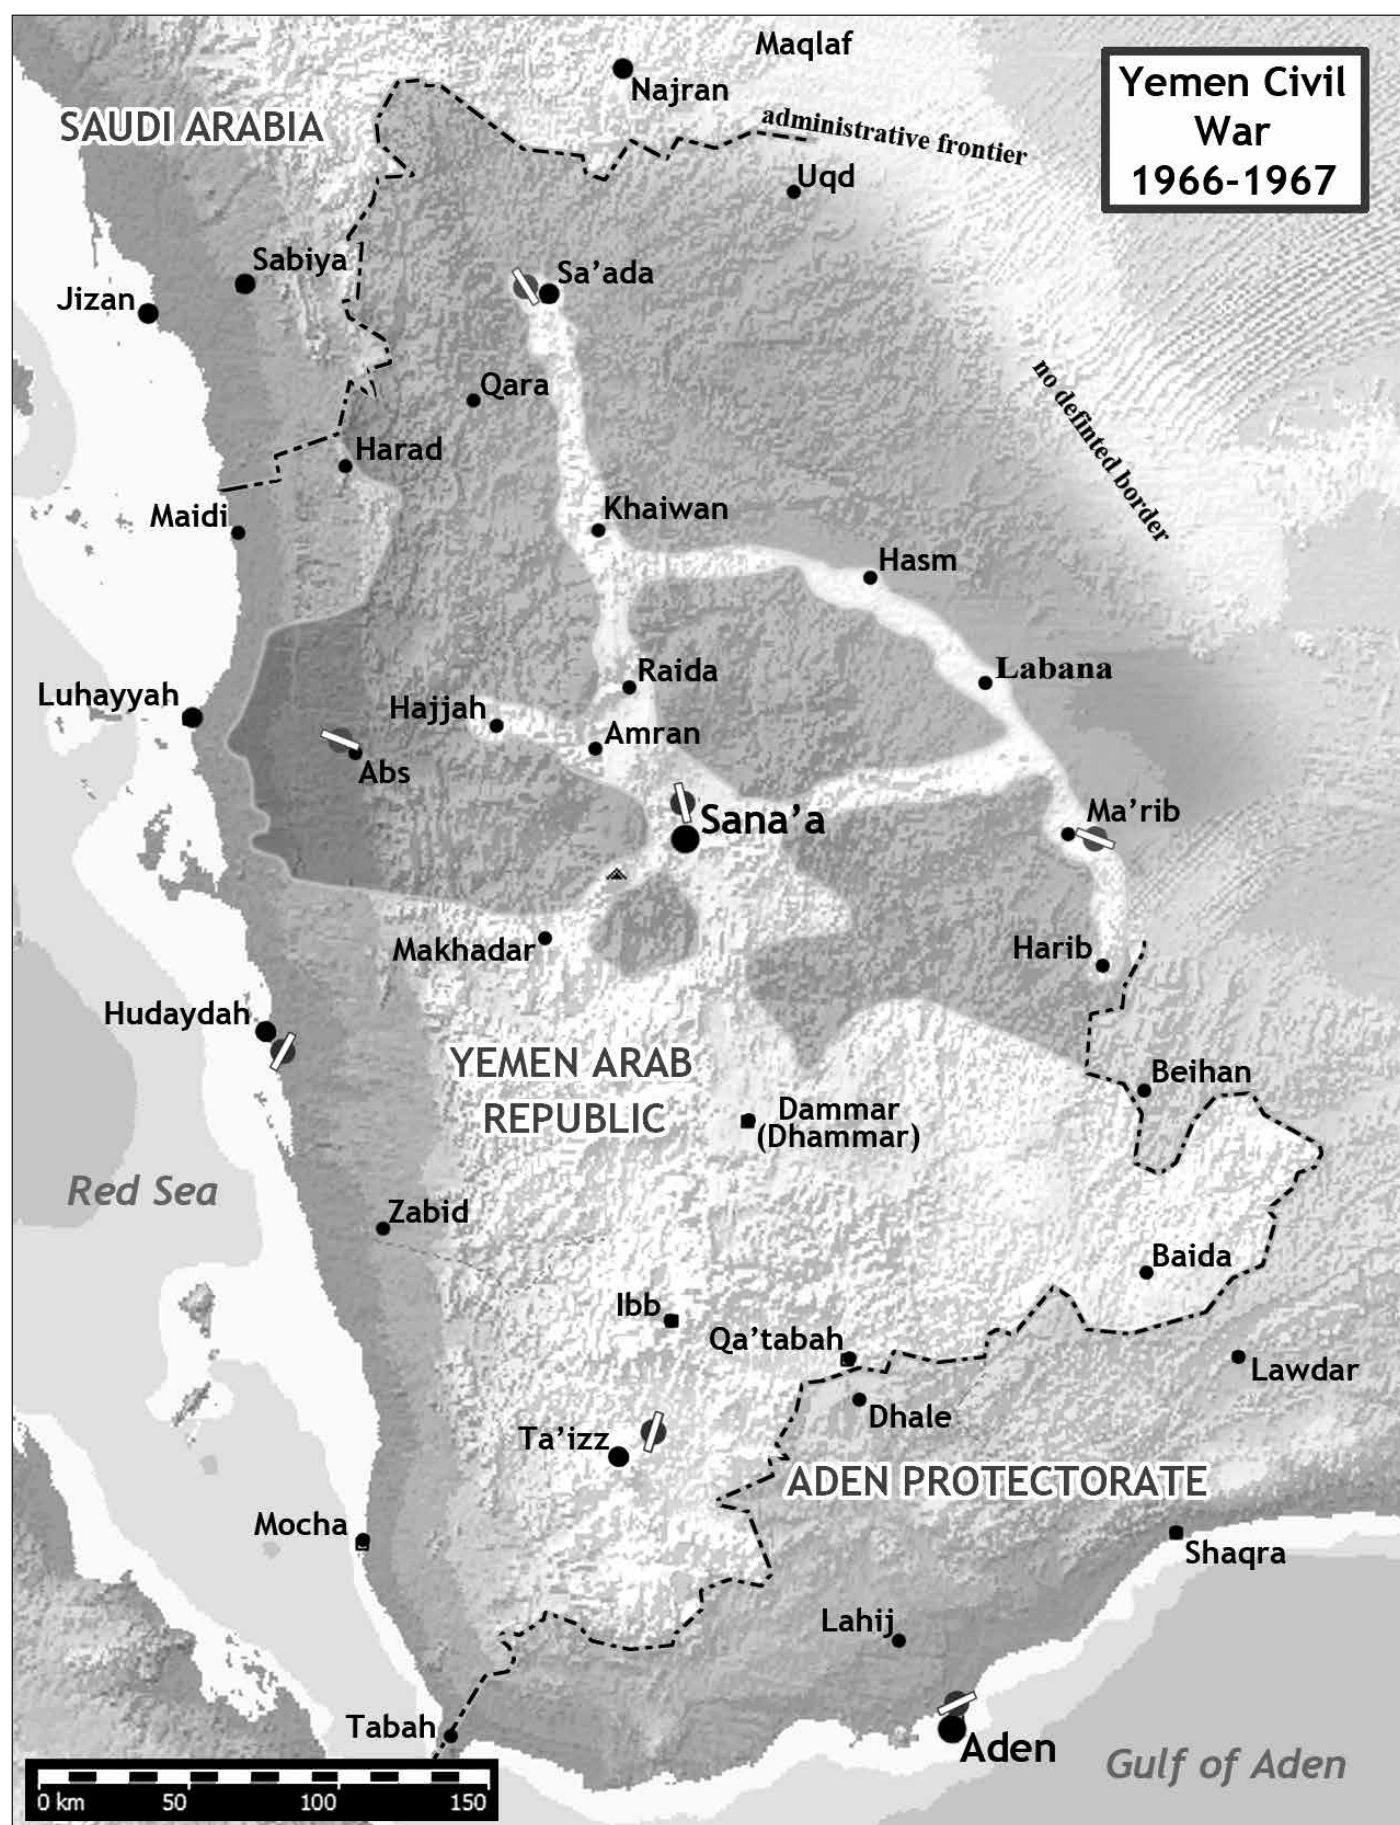 Maqlaf
Najran
Yemen Civil
War
1966-1967
SAUDI ARABIA
administrative frontier
Uqd
Sabiya
Sa’ada
Jizan
Qara
no definted border
Harad
Maidi
Khaiwan
Hasm
Labana
Raida
Luhayyah
Hajjah
Amran
Abs
Sana’a
Ma’rib
Makhadar
Harib
Hudaydah
YEMEN ARAB
REPUBLIC
Beihan
Dammar
(Dhammar)
Red Sea
Zabid
Baida
Ibb
Qa’tabah
Lawdar
Dhale
Ta’izz
ADEN PROTECTORATE
Mocha
Shaqra
Lahij
Tabah
Aden
Gulf of Aden
0 km 50 100 150